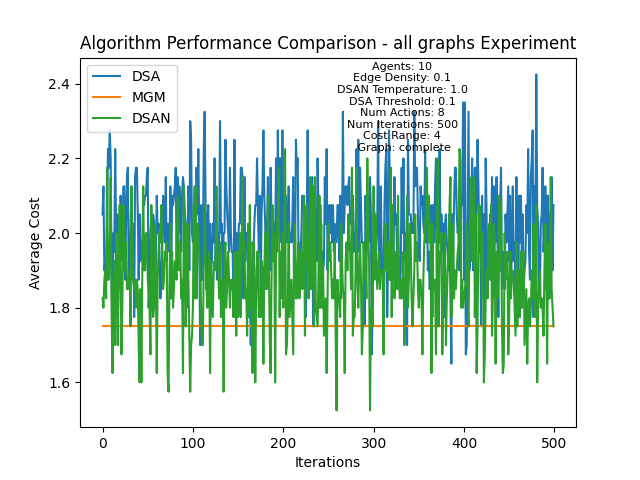 Algorithm Performance Comparison - all graphs Experiment
DSA
MGM
DSAN
Agents: 10
Edge Density: 0.1
DSAN Temperature: 1.0
DSA Threshold: 0.1
Num Actions: 8
Num Iterations: 500
Cost Range: 4
Graph: complete
Average Cost
2.4
2.2
2.0
1.8
1.6
0
100
200
300
400
500
Iterations